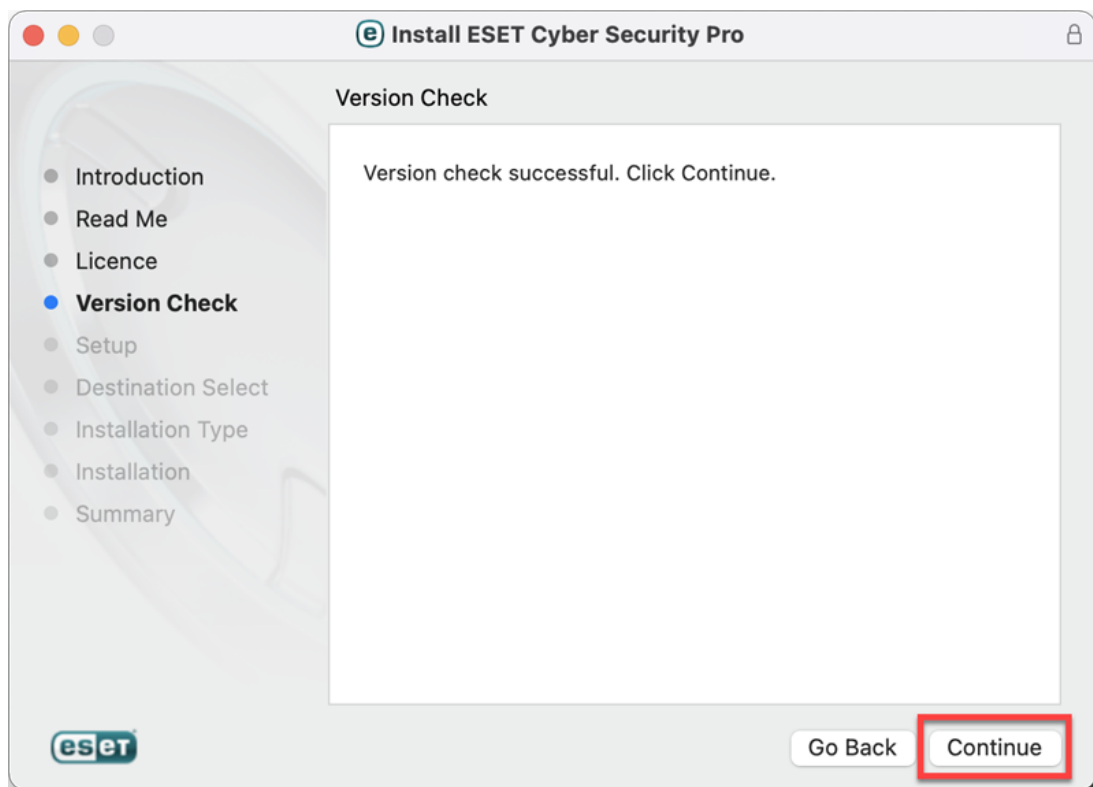 Install ESET Cyber Security Pro
Version Check
Version check successful. Click Continue.
Introduction
Read Me
Licence
Version Check
Setup
Destination Select
Installation Type
Installation
Summary
eset
Go Back
Continue